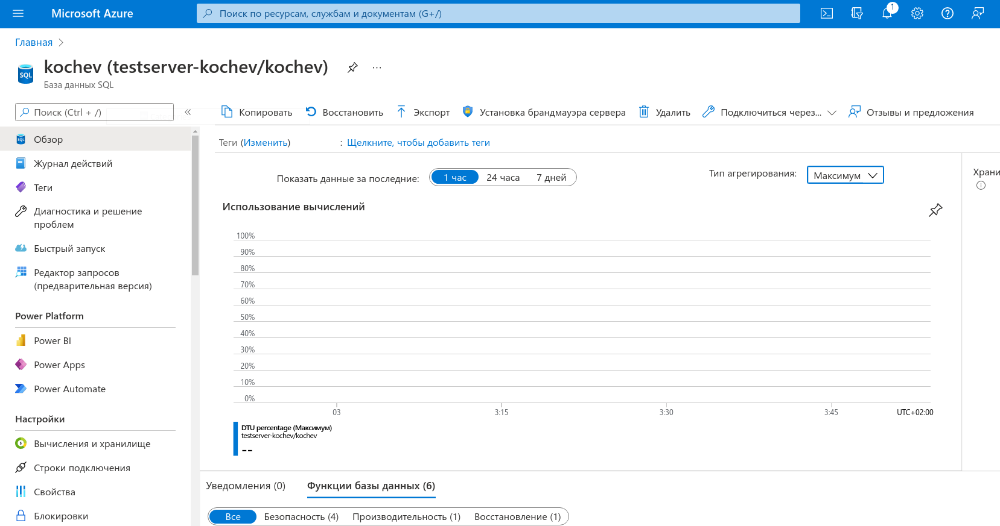 Microsoft Azure
Поиск по ресурсам, службам и документам (G+/)
1
Главная
kochev (testserver-kochev/kochev)
SQL
База данных SQL
Поиск (Ctrl + /)
Копировать
Восстановить
Экспорт
Установка брандмауэра сервера
Удалить
Подключиться через...
Отзывы и предложения
Обзор
Журнал действий
Теги
Диагностика и решение
проблем
Быстрый запуск
Редактор запросов
(предварительная версия)
Power Platform
Power BI
Power Apps
Power Automate
Настройки
Вычисления и хранилище
Строки подключения
Свойства
Блокировки
Теги (Изменить) : Щелкните, чтобы добавить теги
Показать данные за последние: 1 час 24 часа 7 дней
Тип агрегирования: Максимум
Храни
Использование вычислений
100%
90%
80%
70%
60%
50%
40%
30%
20%
10%
0%
03 3:15 3:30 3:45 UTC+02:00
DTU percentage (Максимум)
testserver-kochev/kochev
--
Уведомления (0) Функции базы данных (6)
Все Безопасность (4) Производительность (1) Восстановление (1)